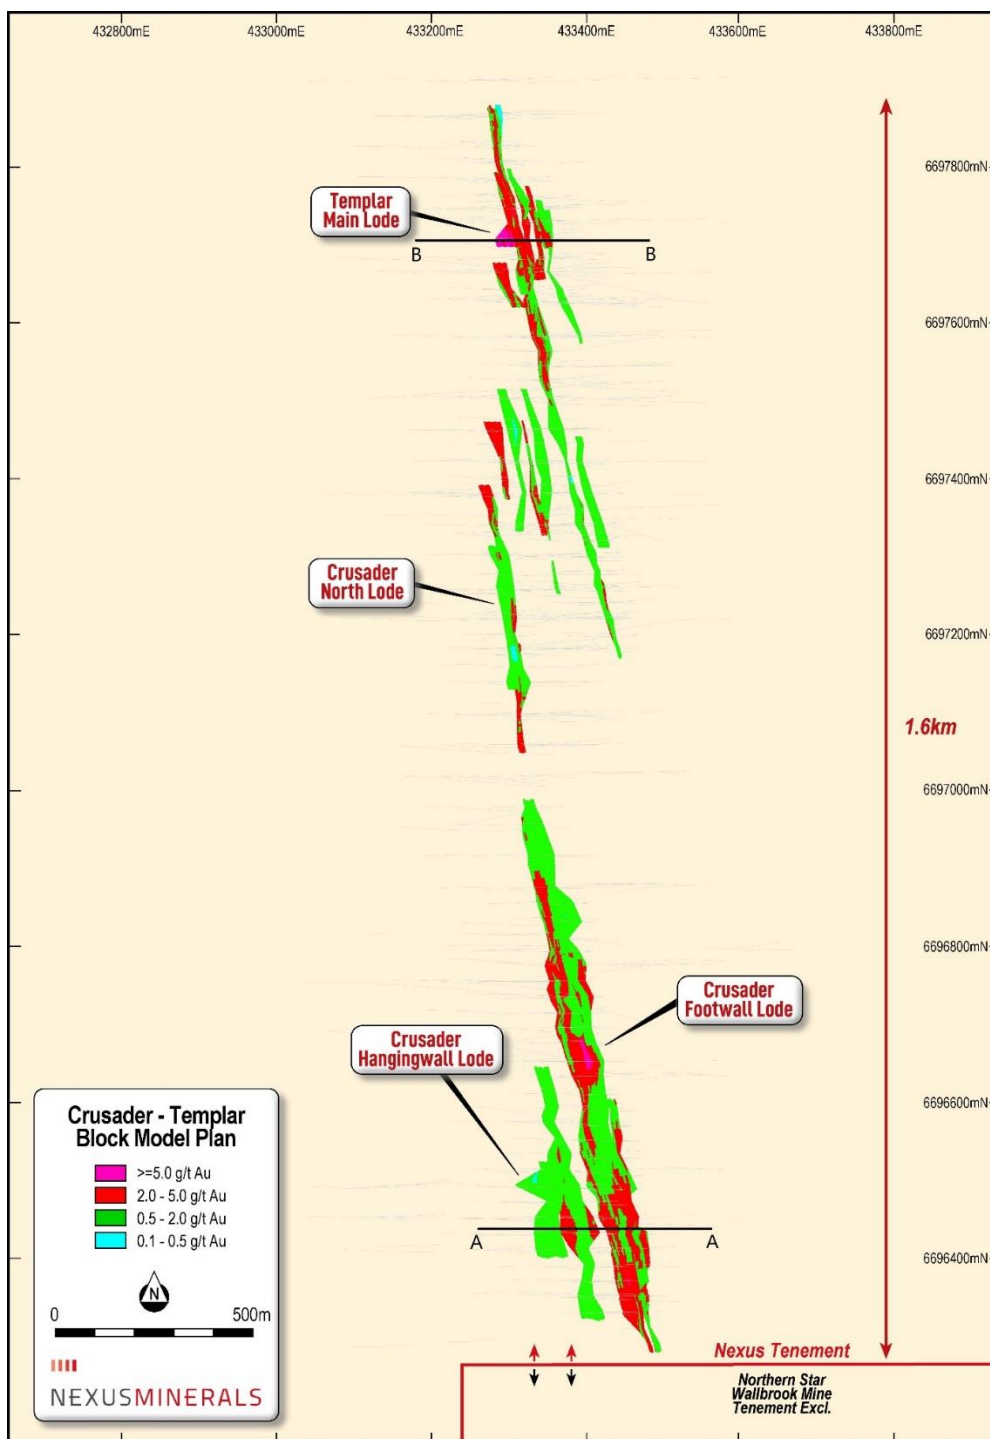 432800mE 433000mE 433200mE 433400mE 433600mE 433800mE
6697800mN
Templar
Main Lode
B B
6697600mN
6697400mN
Crusader
North Lode
6697200mN
1.6km
6697000mN
6696800mN
Crusader
Footwall Lode
Crusader
Hangingwall Lode
6696600mN
A A
6696400mN
Crusader - Templar
Block Model Plan
>=5.0 g/t Au
2.0 - 5.0 g/t Au
0.5 - 2.0 g/t Au
0.1 - 0.5 g/t Au
N
0 500m
NEXUSMINERALS
Nexus Tenement
Northern Star
Wallbrook Mine
Tenement Excl.